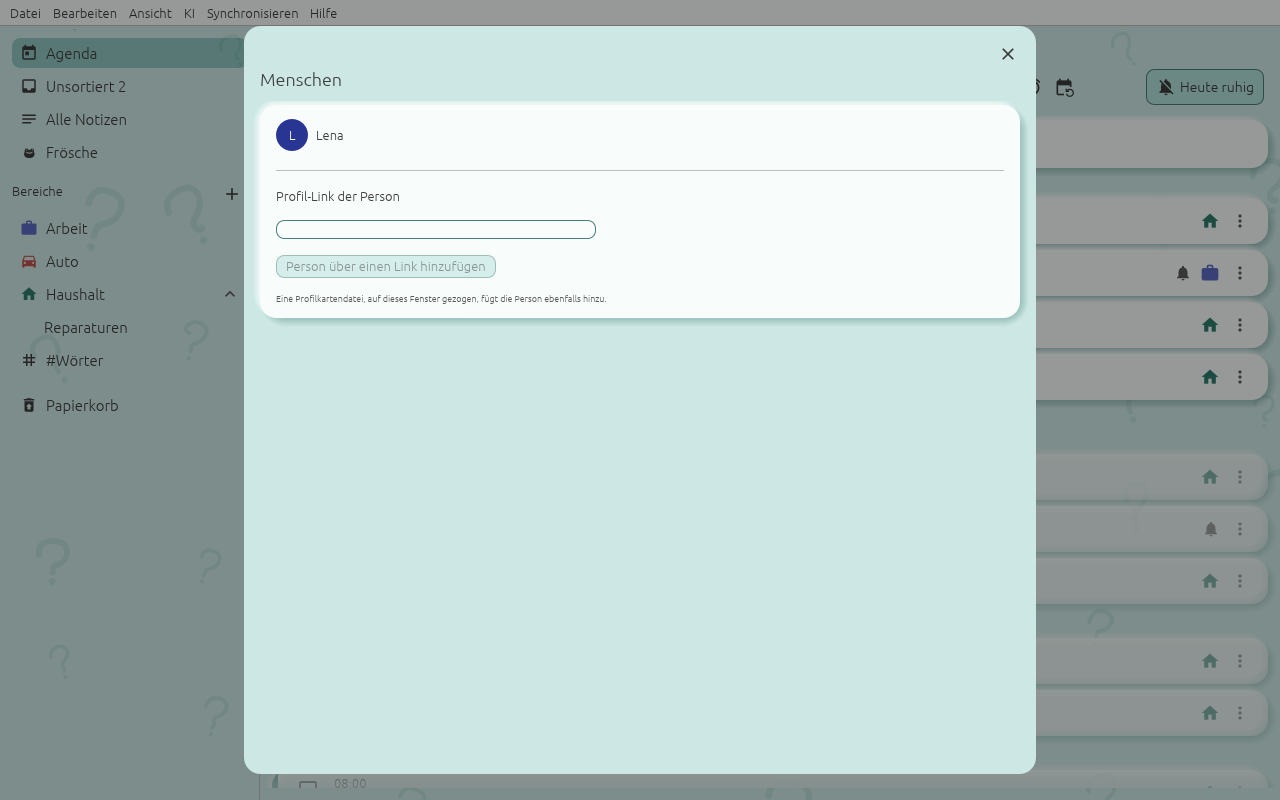 Datei Bearbeiten Ansicht KI Synchronisieren Hilfe
Agenda
Unsortiert 2
Alle Notizen
Frösche
Bereiche
Arbeit
Auto
Haushalt
Reparaturen
#Wörter
Papierkorb
Menschen
L Lena
Profil-Link der Person
Person über einen Link hinzufügen
Eine Profilkartendatei, auf dieses Fenster gezogen, fügt die Person ebenfalls hinzu.
Heute ruhig
08:00